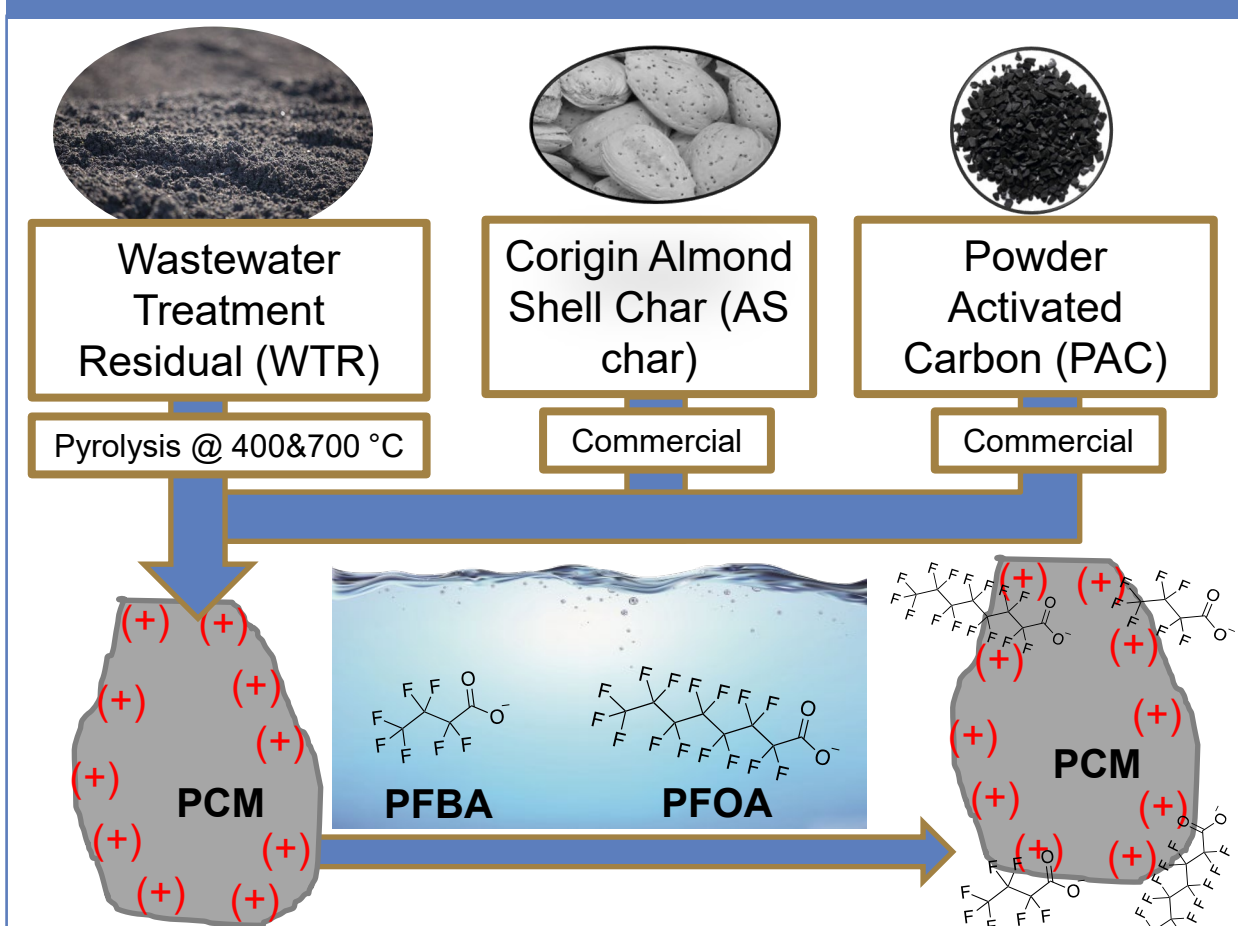 Wastewater
Treatment
Residual (WTR)
Corigin Almond
Shell Char (AS
char)
Powder
Activated
Carbon (PAC)
Pyrolysis @ 400&700 °C
Commercial
Commercial
(+) (+)
(+) (+)
(+)
(+)
(+) (+)
(+) (+)
PCM
F F F F F F F O O⁻
PFBA
F F F F F F F F F F F F F F F O O⁻
PFOA
(+) (+)
(+) (+)
(+) (+)
(+) (+)
(+) (+)
PCM